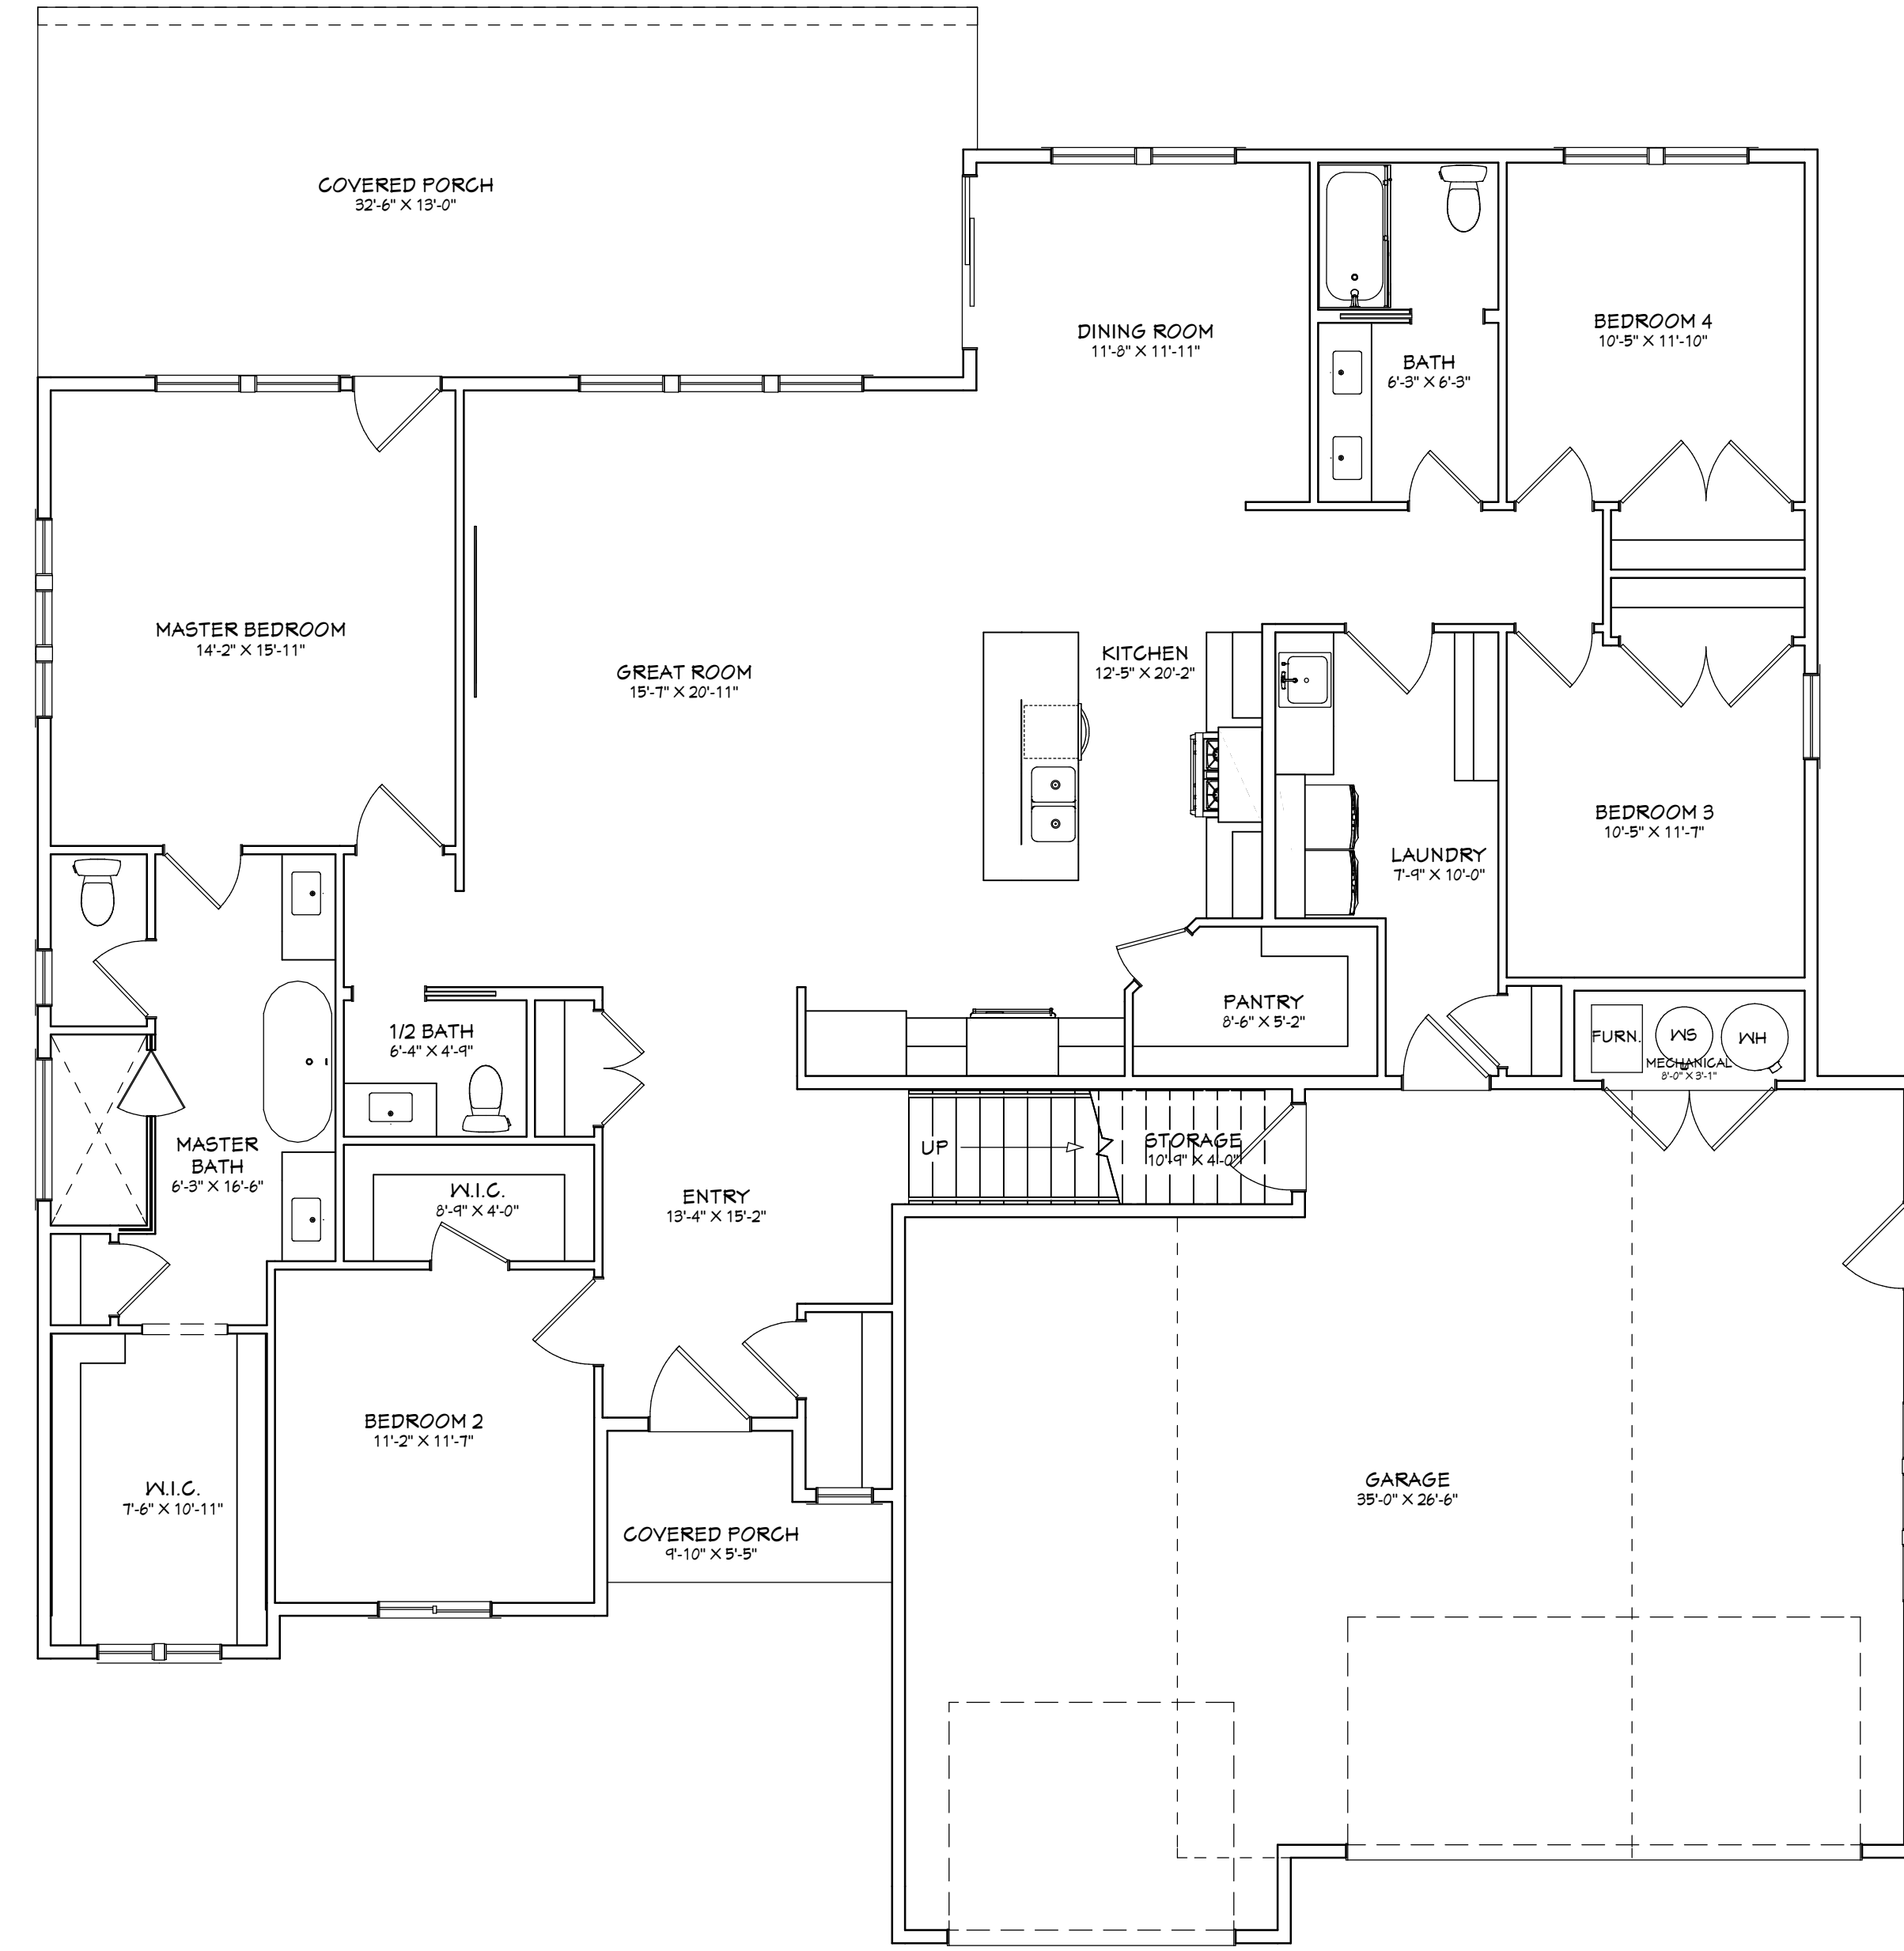 COVERED PORCH
32'-6" X 13'-0"
DINING ROOM
11'-8" X 11'-11"
BEDROOM 4
10'-5" X 11'-10"
BATH
6'-3" X 6'-3"
MASTER BEDROOM
14'-2" X 15'-11"
GREAT ROOM
15'-7" X 20'-11"
KITCHEN
12'-5" X 20'-2"
BEDROOM 3
10'-5" X 11'-7"
LAUNDRY
7'-9" X 10'-0"
PANTRY
8'-6" X 5'-2"
1/2 BATH
6'-4" X 4'-9"
FURN.
WS
WH
MECHANICAL
8'-0" X 3'-1"
MASTER
BATH
6'-3" X 16'-6"
UP
STORAGE
10'-9" X 4'-0"
W.I.C.
8'-9" X 4'-0"
ENTRY
13'-4" X 15'-2"
BEDROOM 2
11'-2" X 11'-7"
W.I.C.
7'-6" X 10'-11"
COVERED PORCH
9'-10" X 5'-5"
GARAGE
35'-0" X 26'-6"